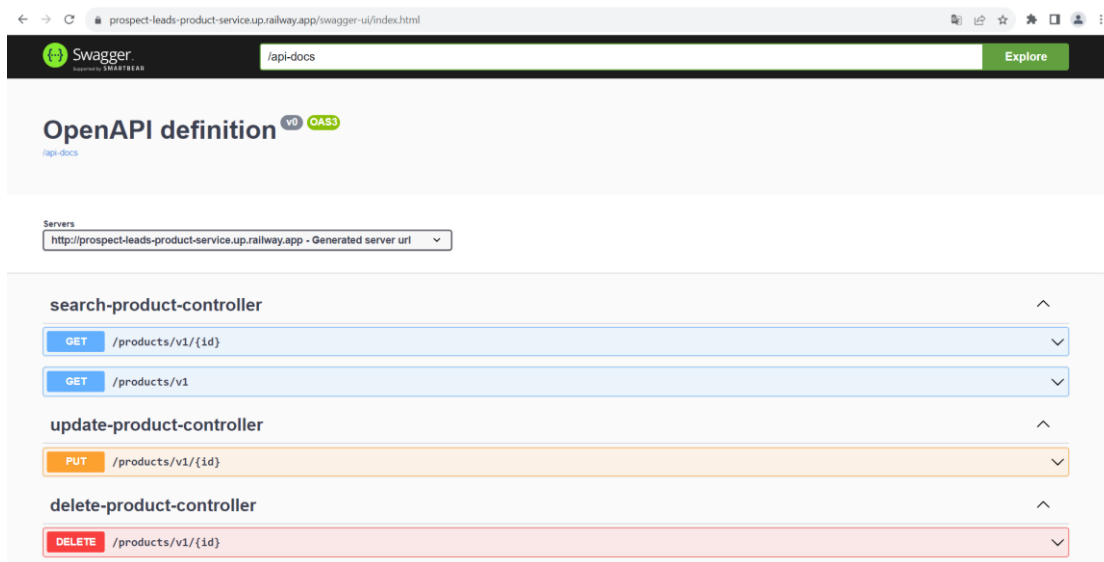 prospect-leads-product-service.up.railway.app/swagger-ui/index.html
Swagger.
Supported by SMARTBEAR
/api-docs
Explore
OpenAPI definition v0 OAS3
/api-docs
Servers
http://prospect-leads-product-service.up.railway.app - Generated server url
search-product-controller
GET /products/v1/{id}
GET /products/v1
update-product-controller
PUT /products/v1/{id}
delete-product-controller
DELETE /products/v1/{id}